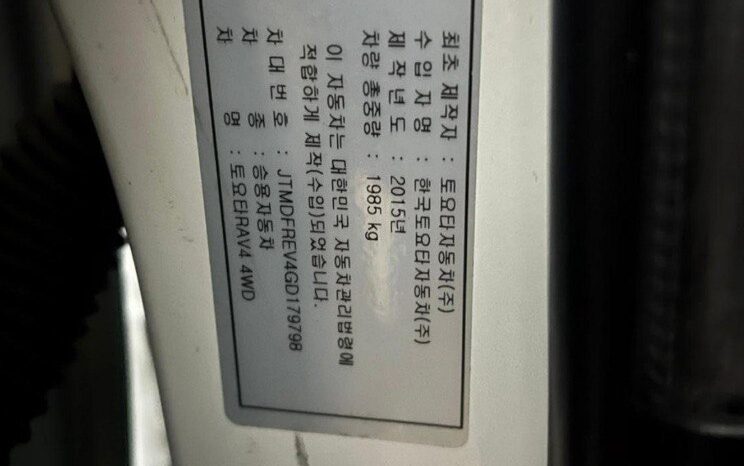 최초 제작자 : 토요타자동차(주)
수 입 자 명 : 한국토요타자동차(주)
제 작 년 도 : 2015년
차량 총중량 : 1985 kg
이 자동차는 대한민국 자동차관리법령에
적합하게 제작(수입)되었습니다.
차 대 번 호 : JTMDFREV4GD179798
차 종 : 승용자동차
차 명 : 토요타RAV4 4WD